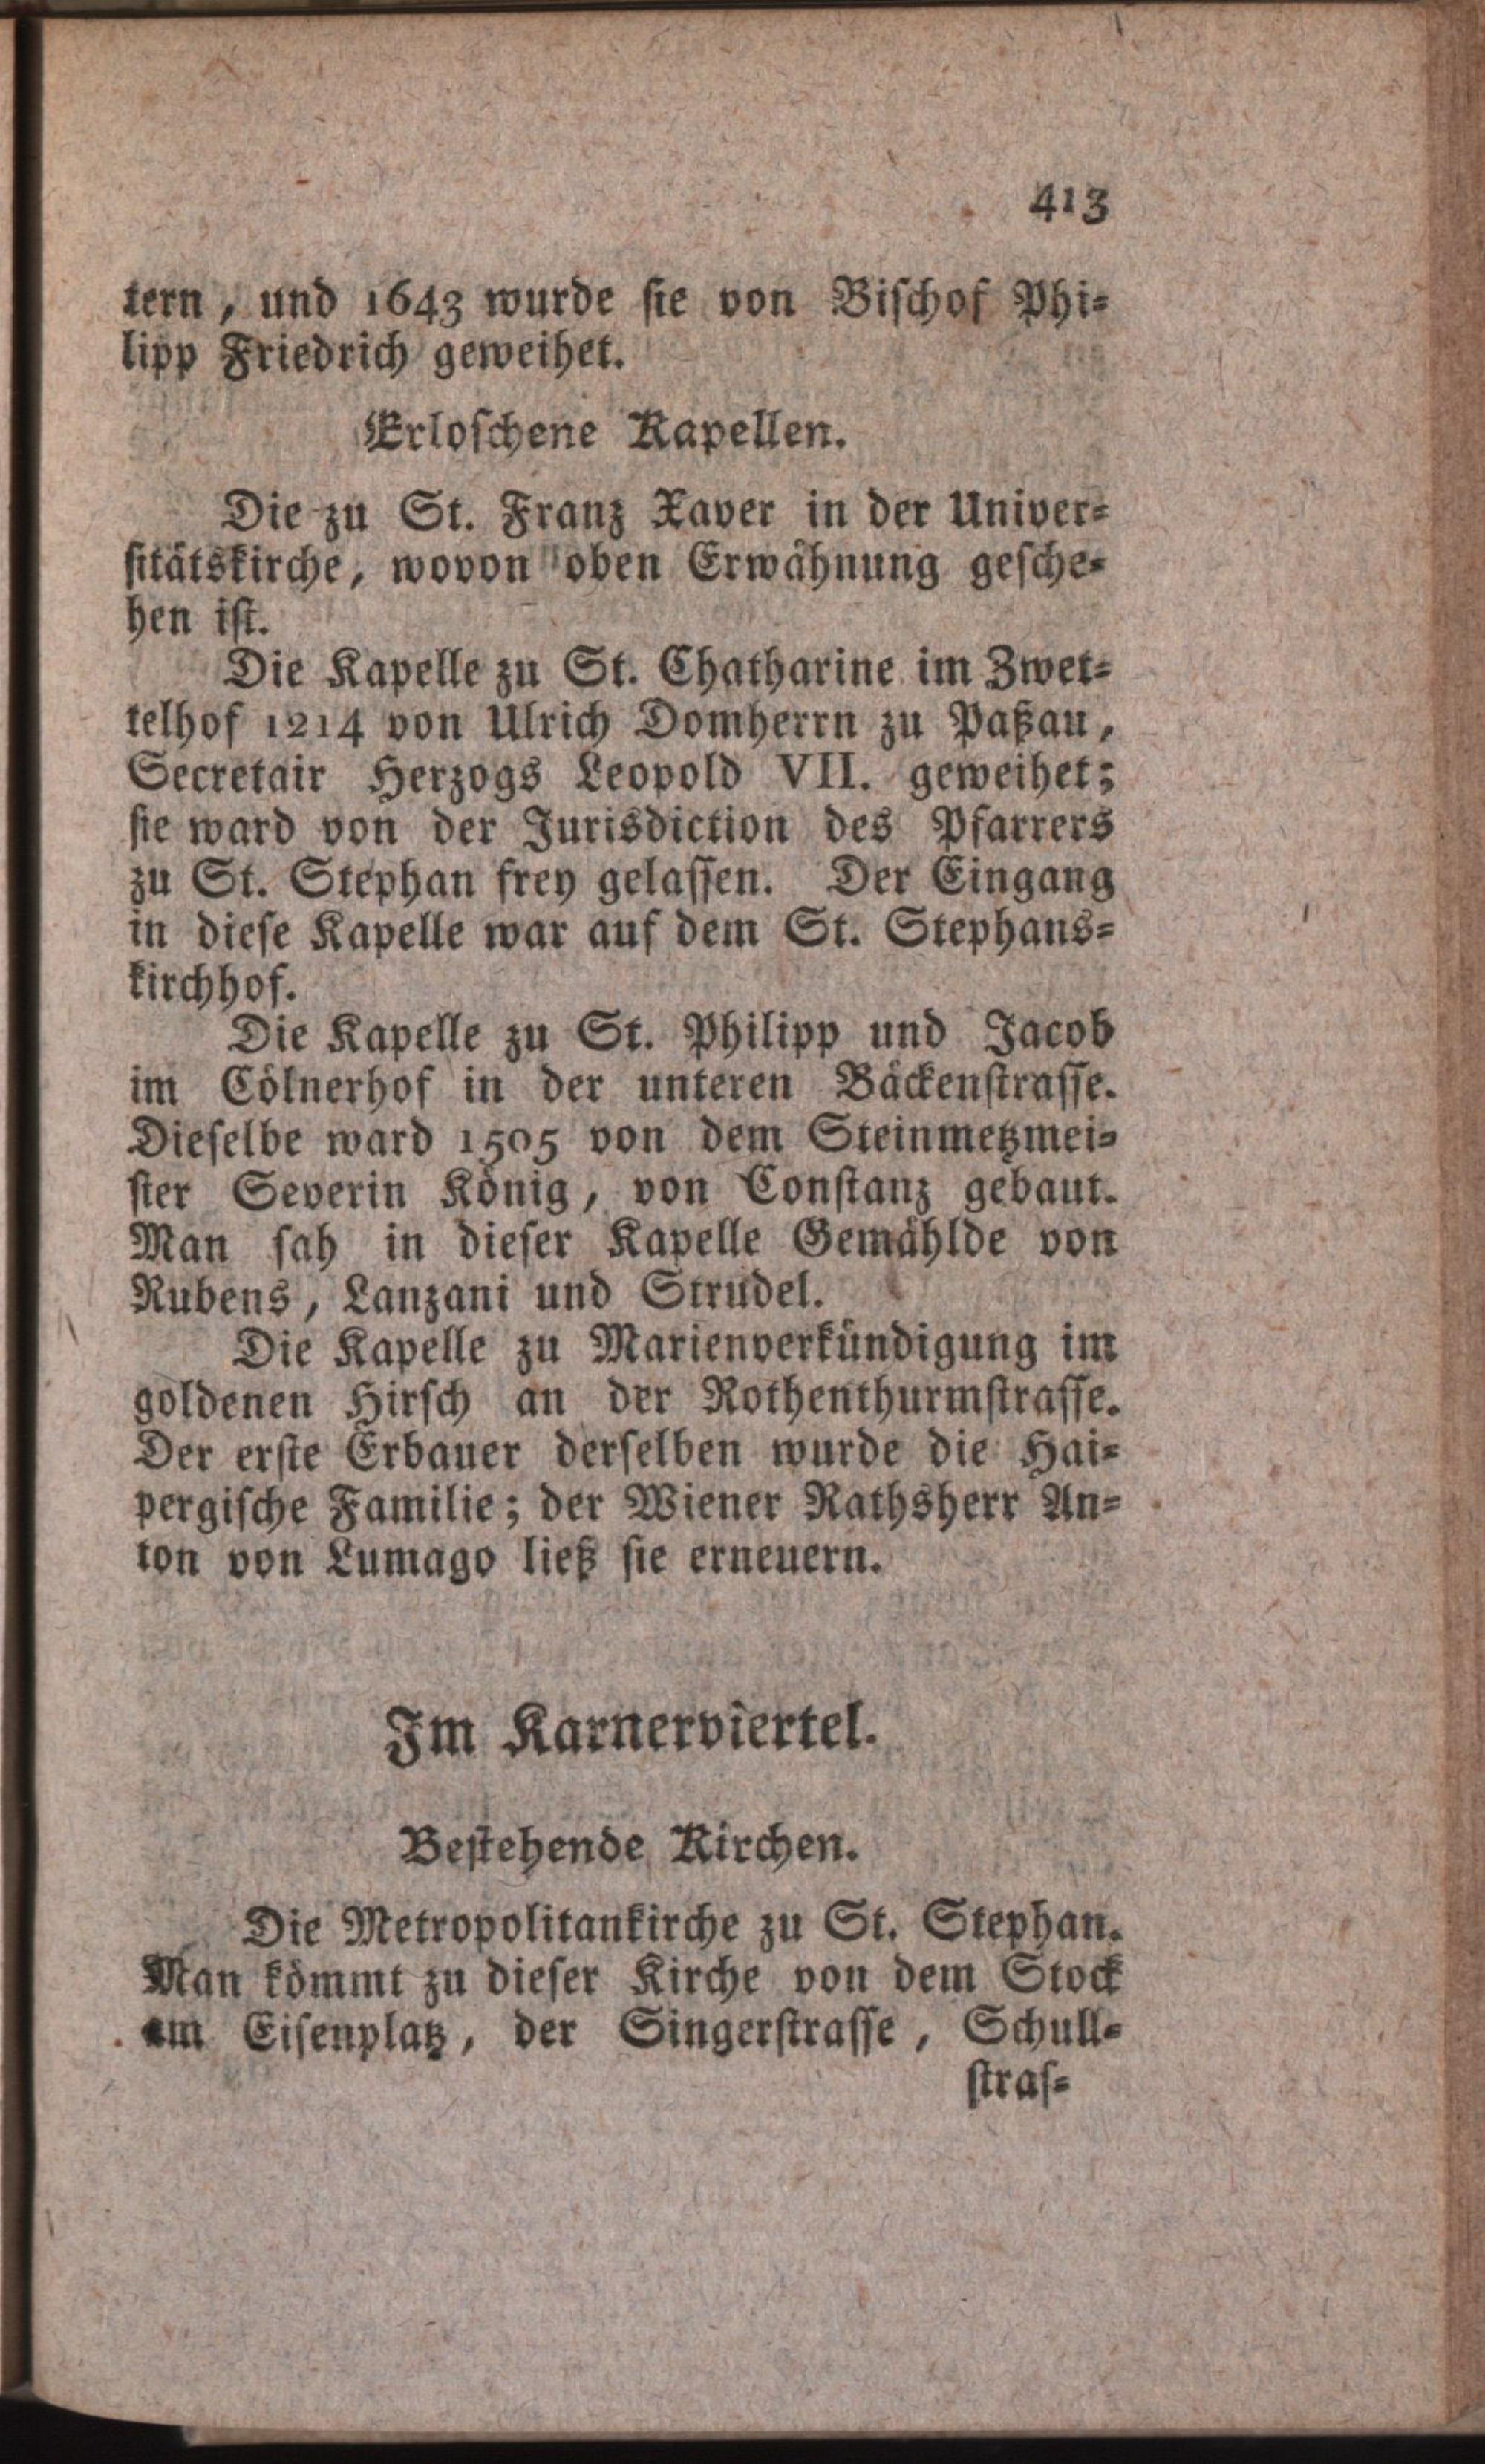 413
tern, und 1643 wurde sie von Bischof Phi-
lipp Friedrich geweihet.
Erloschene Kapellen.
Die zu St. Franz Xaver in der Univer-
sitätskirche, wovon oben Erwähnung gesche-
hen ist.
Die Kapelle zu St. Chatharine im Zwet-
telhof 1214 von Ulrich Domherrn zu Paßau,
Secretair Herzogs Leopold VII. geweihet;
sie ward von der Jurisdiction des Pfarrers
zu St. Stephan frey gelassen. Der Eingang
in diese Kapelle war auf dem St. Stephans-
kirchhof.
Die Kapelle zu St. Philipp und Jacob
im Cölnerhof in der unteren Bäckenstrasse.
Dieselbe ward 1505 von dem Steinmetzmei-
ster Severin König, von Constanz gebaut.
Man sah in dieser Kapelle Gemählde von
Rubens, Lanzani und Strudel.
Die Kapelle zu Marienverkündigung im
goldenen Hirsch an der Rothenthurmstrasse.
Der erste Erbauer derselben wurde die Hai-
pergische Familie; der Wiener Rathsherr An-
ton von Lumago ließ sie erneuern.
Im Karnerviertel.
Bestehende Kirchen.
Die Metropolitankirche zu St. Stephan.
Man kömmt zu dieser Kirche von dem Stock
am Eisenplatz, der Singerstrasse, Schull-
stras-